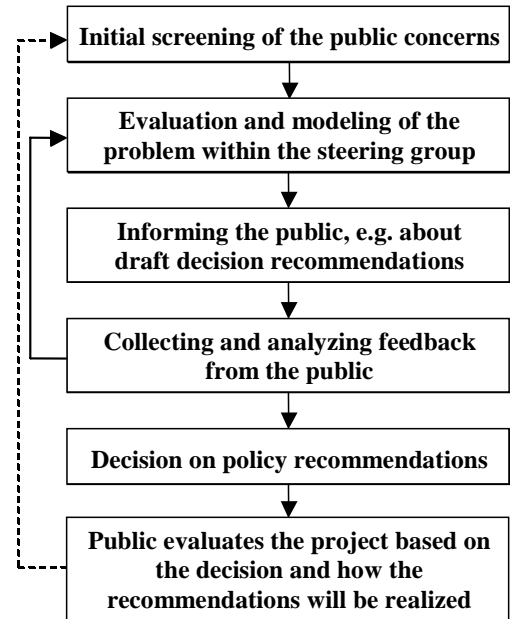 Initial screening of the public concerns
Evaluation and modeling of the
problem within the steering group
Informing the public, e.g. about
draft decision recommendations
Collecting and analyzing feedback
from the public
Decision on policy recommendations
Public evaluates the project based on
the decision and how the
recommendations will be realized